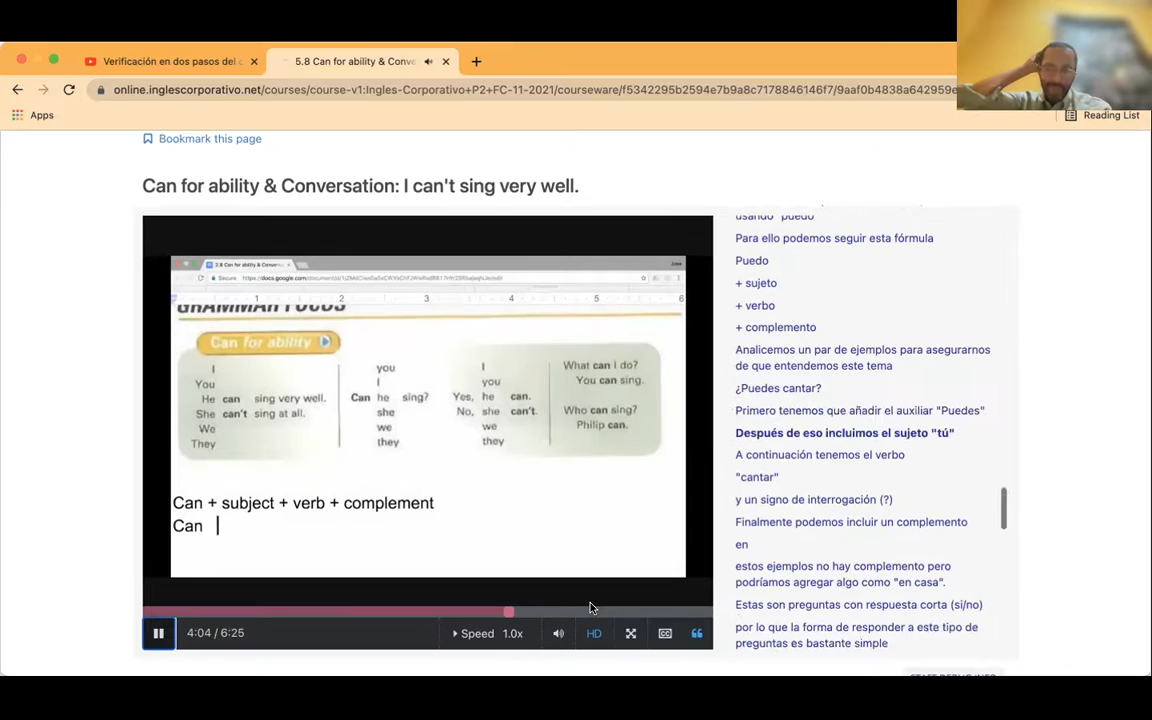 Verificación en dos pasos del c
5.8 Can for ability & Conve
online.inglescorporativo.net/courses/course-v1:Ingles-Corporativo+P2+FC-11-2021/courseware/f5342295b2594e7b9a8c7178846146f7/9aaf0b4838a642959e
Apps
Reading List
Bookmark this page
Can for ability & Conversation: I can't sing very well.
GRAMMAR FOCUS
Can for ability
I
You
He can sing very well.
She can't sing at all.
We
They
you
I
Can he sing?
she
we
they
I
you
Yes, he can.
No, she can't.
we
they
What can I do?
You can sing.
Who can sing?
Philip can.
Can + subject + verb + complement
Can
4:04 / 6:25
Speed 1.0x
HD
usando "puedo"
Para ello podemos seguir esta fórmula
Puedo
+ sujeto
+ verbo
+ complemento
Analicemos un par de ejemplos para asegurarnos
de que entendemos este tema
¿Puedes cantar?
Primero tenemos que añadir el auxiliar "Puedes"
Después de eso incluimos el sujeto "tú"
A continuación tenemos el verbo
"cantar"
y un signo de interrogación (?)
Finalmente podemos incluir un complemento
en
estos ejemplos no hay complemento pero
podríamos agregar algo como "en casa".
Estas son preguntas con respuesta corta (si/no)
por lo que la forma de responder a este tipo de
preguntas es bastante simple